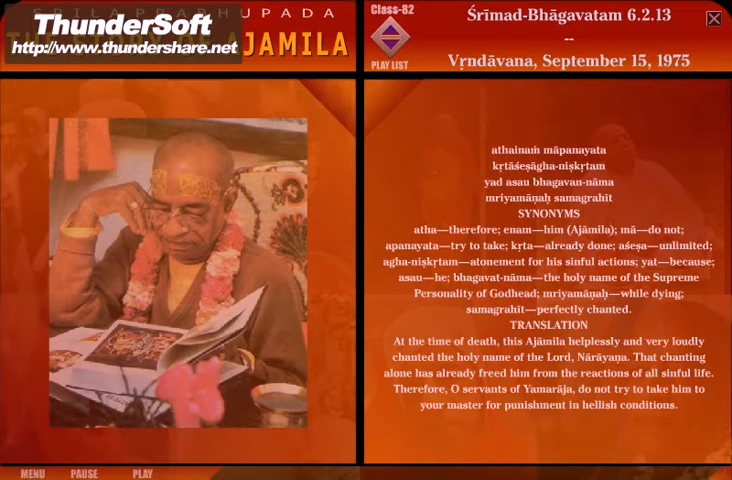 SRILA PRABHUPADA
ThunderSoft
http://www.thundershare.net
AJAMILA
Class-82
PLAY LIST
Śrīmad-Bhāgavatam 6.2.13
--
Vṛndāvana, September 15, 1975
athainaṁ māpanayata
kṛtāśeṣāgha-niṣkṛtam
yad asau bhagavan-nāma
mriyamāṇaḥ samagrahīt
SYNONYMS
atha—therefore; enam—him (Ajāmila); mā—do not;
apanayata—try to take; kṛta—already done; aśeṣa—unlimited;
agha-niṣkṛtam—atonement for his sinful actions; yat—because;
asau—he; bhagavat-nāma—the holy name of the Supreme
Personality of Godhead; mriyamāṇaḥ—while dying;
samagrahīt—perfectly chanted.
TRANSLATION
At the time of death, this Ajāmila helplessly and very loudly
chanted the holy name of the Lord, Nārāyaṇa. That chanting
alone has already freed him from the reactions of all sinful life.
Therefore, O servants of Yamarāja, do not try to take him to
your master for punishment in hellish conditions.
MENU PAUSE PLAY